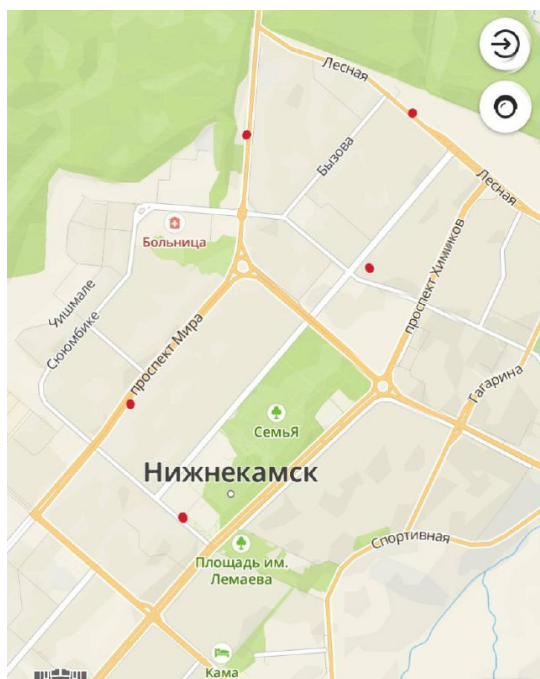 Лесная
Бызова
Лесная
Больница
проспект Химиков
Чишмале
Сююмбике
проспект Мира
Гагарина
СемьЯ
Нижнекамск
Спортивная
Площадь им.
Лемаева
Кама